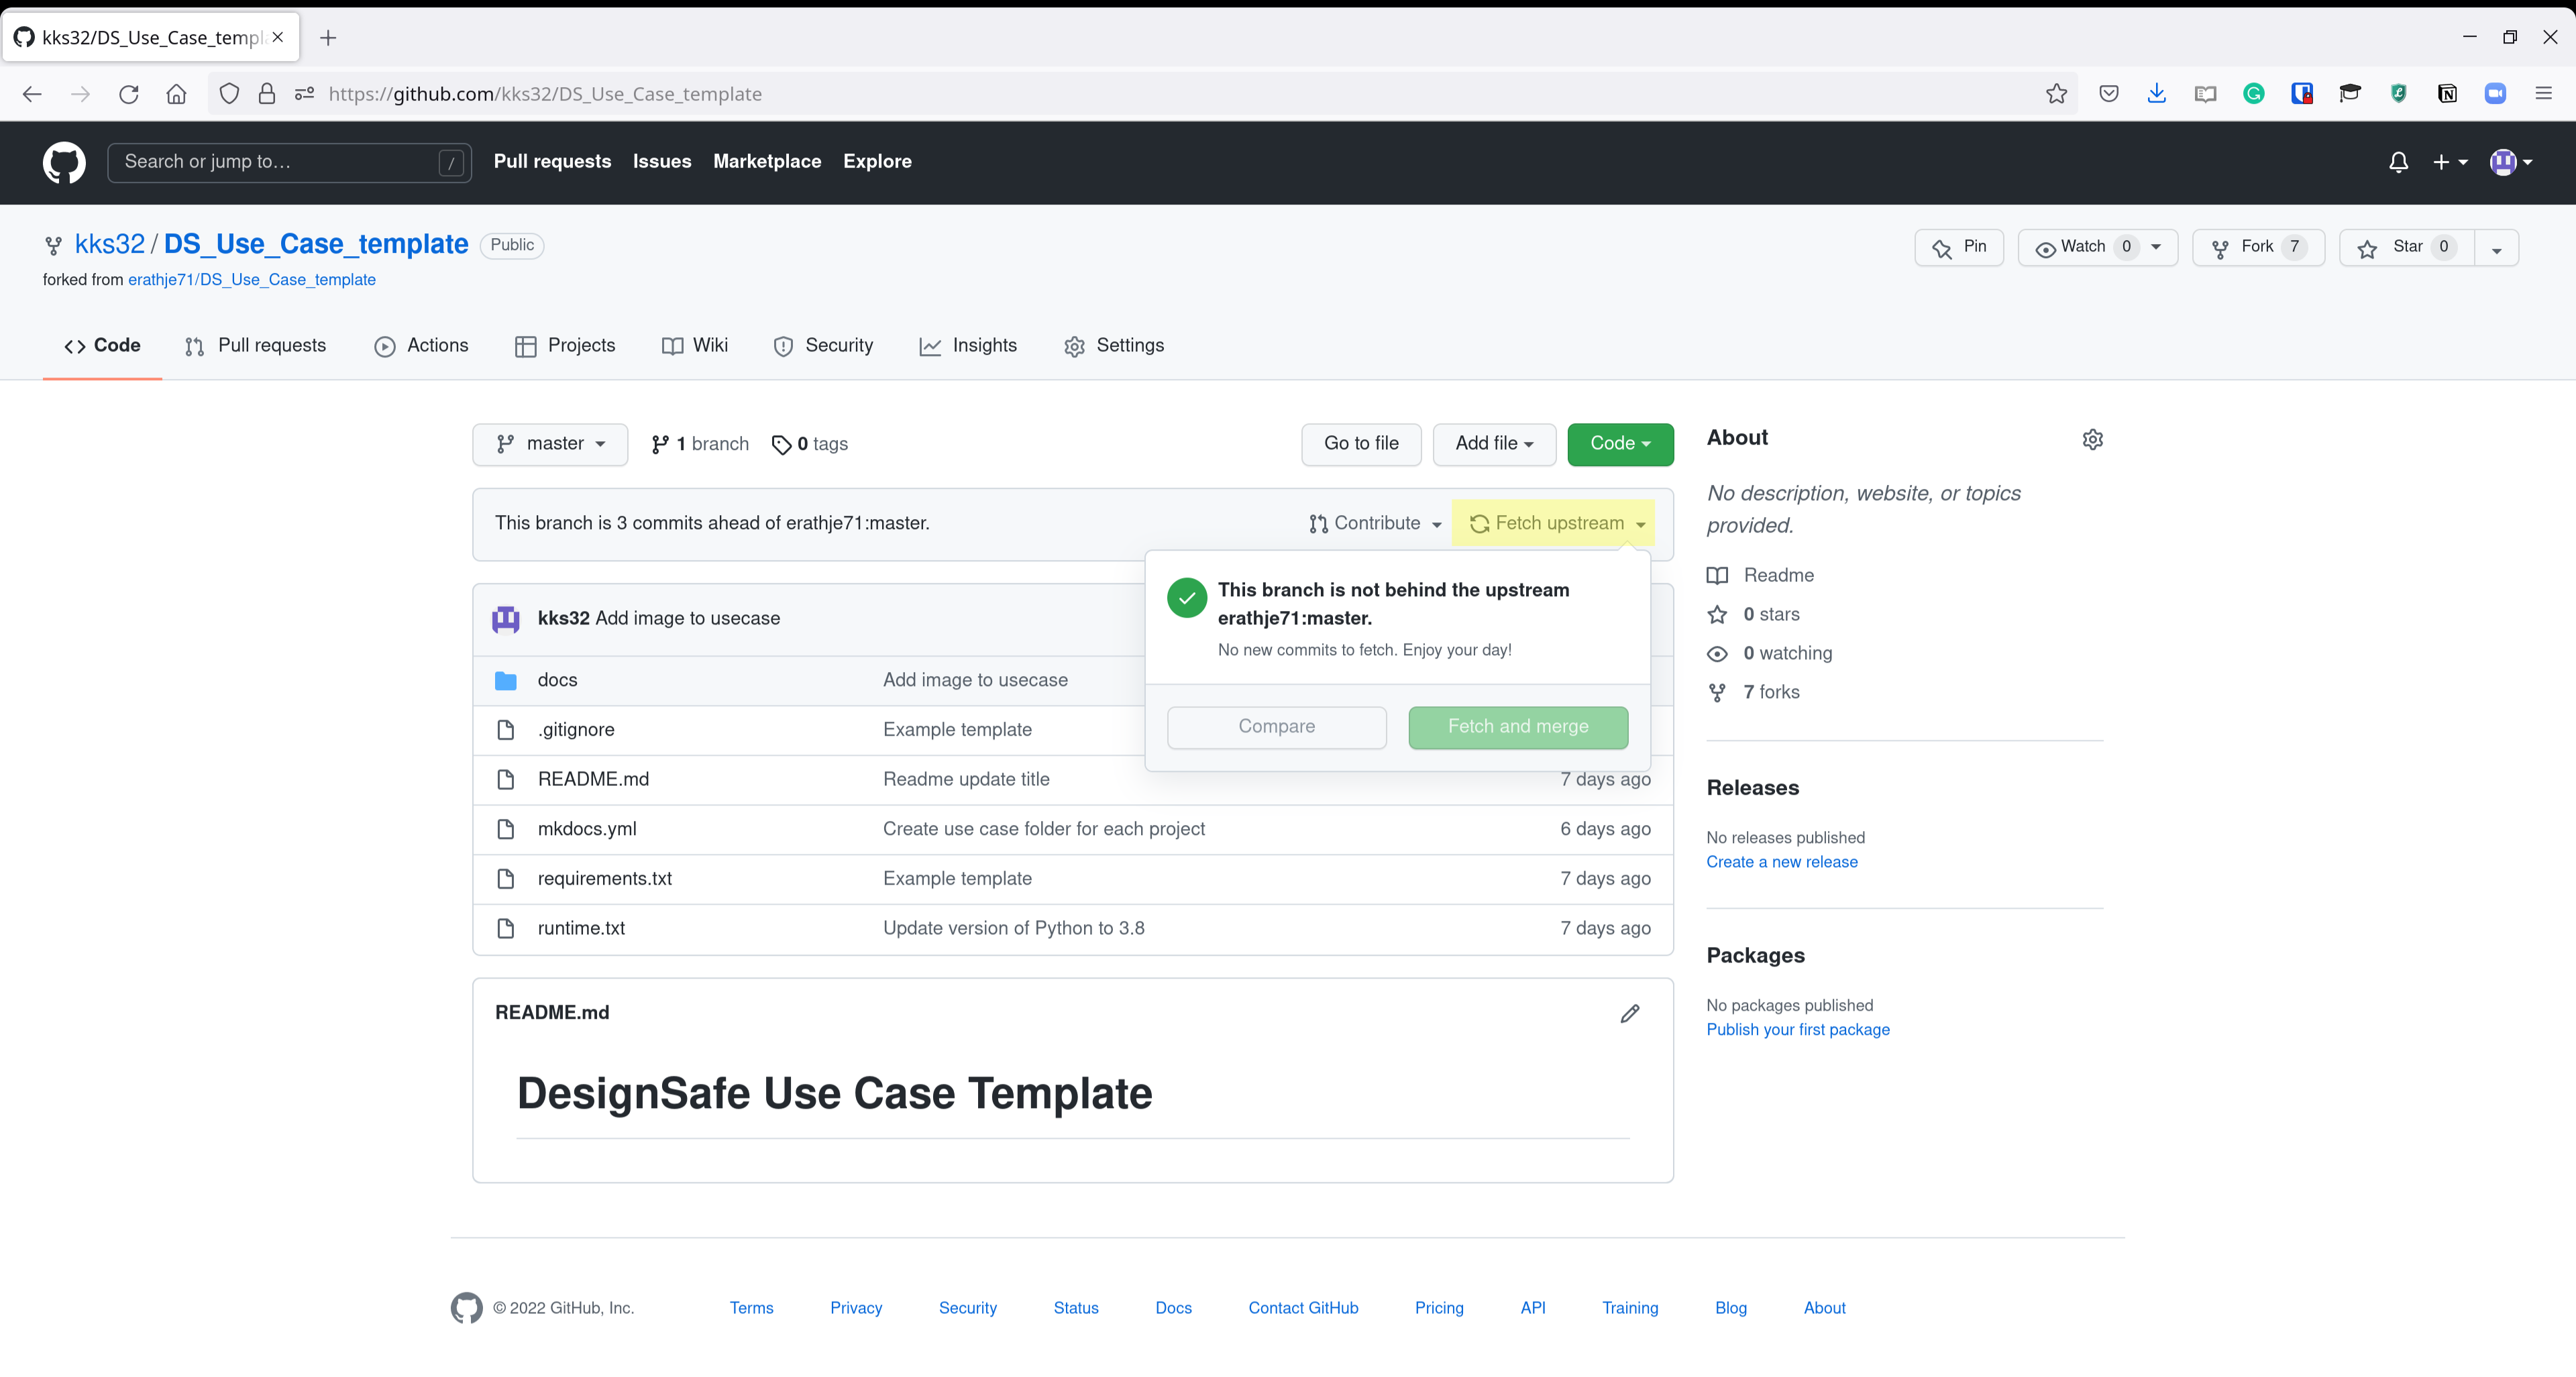 kks32/DS_Use_Case_templ
https://github.com/kks32/DS_Use_Case_template
Search or jump to…
/
Pull requests
Issues
Marketplace
Explore
kks32 / DS_Use_Case_template
Public
Pin
Watch 0
Fork 7
Star 0
forked from erathje71/DS_Use_Case_template
Code
Pull requests
Actions
Projects
Wiki
Security
Insights
Settings
master
1 branch
0 tags
Go to file
Add file
Code
This branch is 3 commits ahead of erathje71:master.
Contribute
Fetch upstream
This branch is not behind the upstream
erathje71:master.
No new commits to fetch. Enjoy your day!
Compare
Fetch and merge
kks32 Add image to usecase
docs
Add image to usecase
.gitignore
Example template
README.md
Readme update title
7 days ago
mkdocs.yml
Create use case folder for each project
6 days ago
requirements.txt
Example template
7 days ago
runtime.txt
Update version of Python to 3.8
7 days ago
README.md
DesignSafe Use Case Template
About
No description, website, or topics
provided.
Readme
0 stars
0 watching
7 forks
Releases
No releases published
Create a new release
Packages
No packages published
Publish your first package
© 2022 GitHub, Inc.
Terms
Privacy
Security
Status
Docs
Contact GitHub
Pricing
API
Training
Blog
About